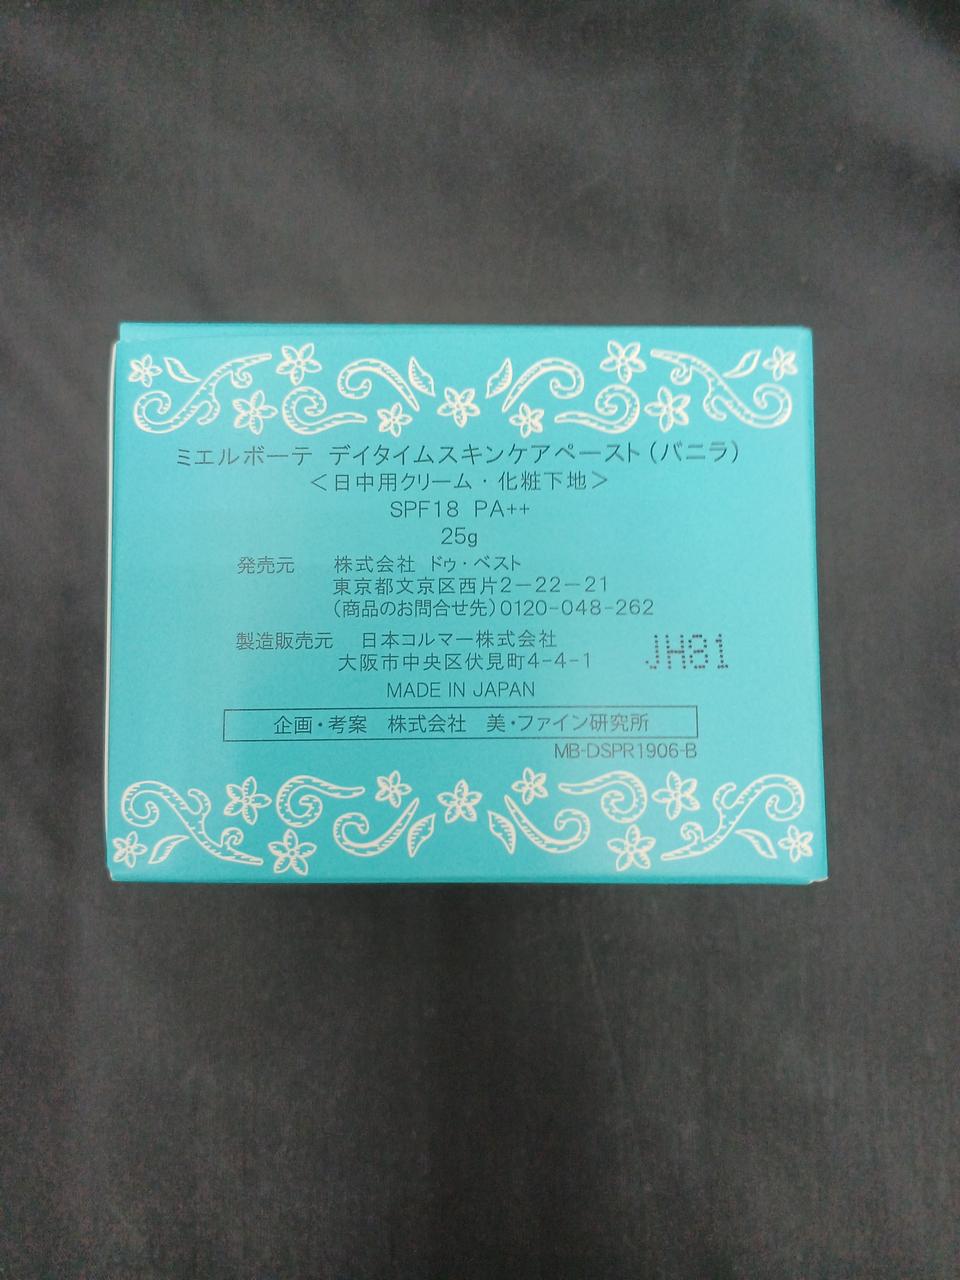 ミエルボーテ デイタイムスキンケアペースト(バニラ)
＜日中用クリーム・化粧下地＞
SPF18 PA++
25g
発売元 株式会社 ドゥ・ベスト
東京都文京区西片2－22－21
(商品のお問合せ先)0120-048-262
製造販売元 日本コルマー株式会社
大阪市中央区伏見町4-4-1
JH81
MADE IN JAPAN
企画・考案 株式会社 美・ファイン研究所
MB-DSPR1906-B